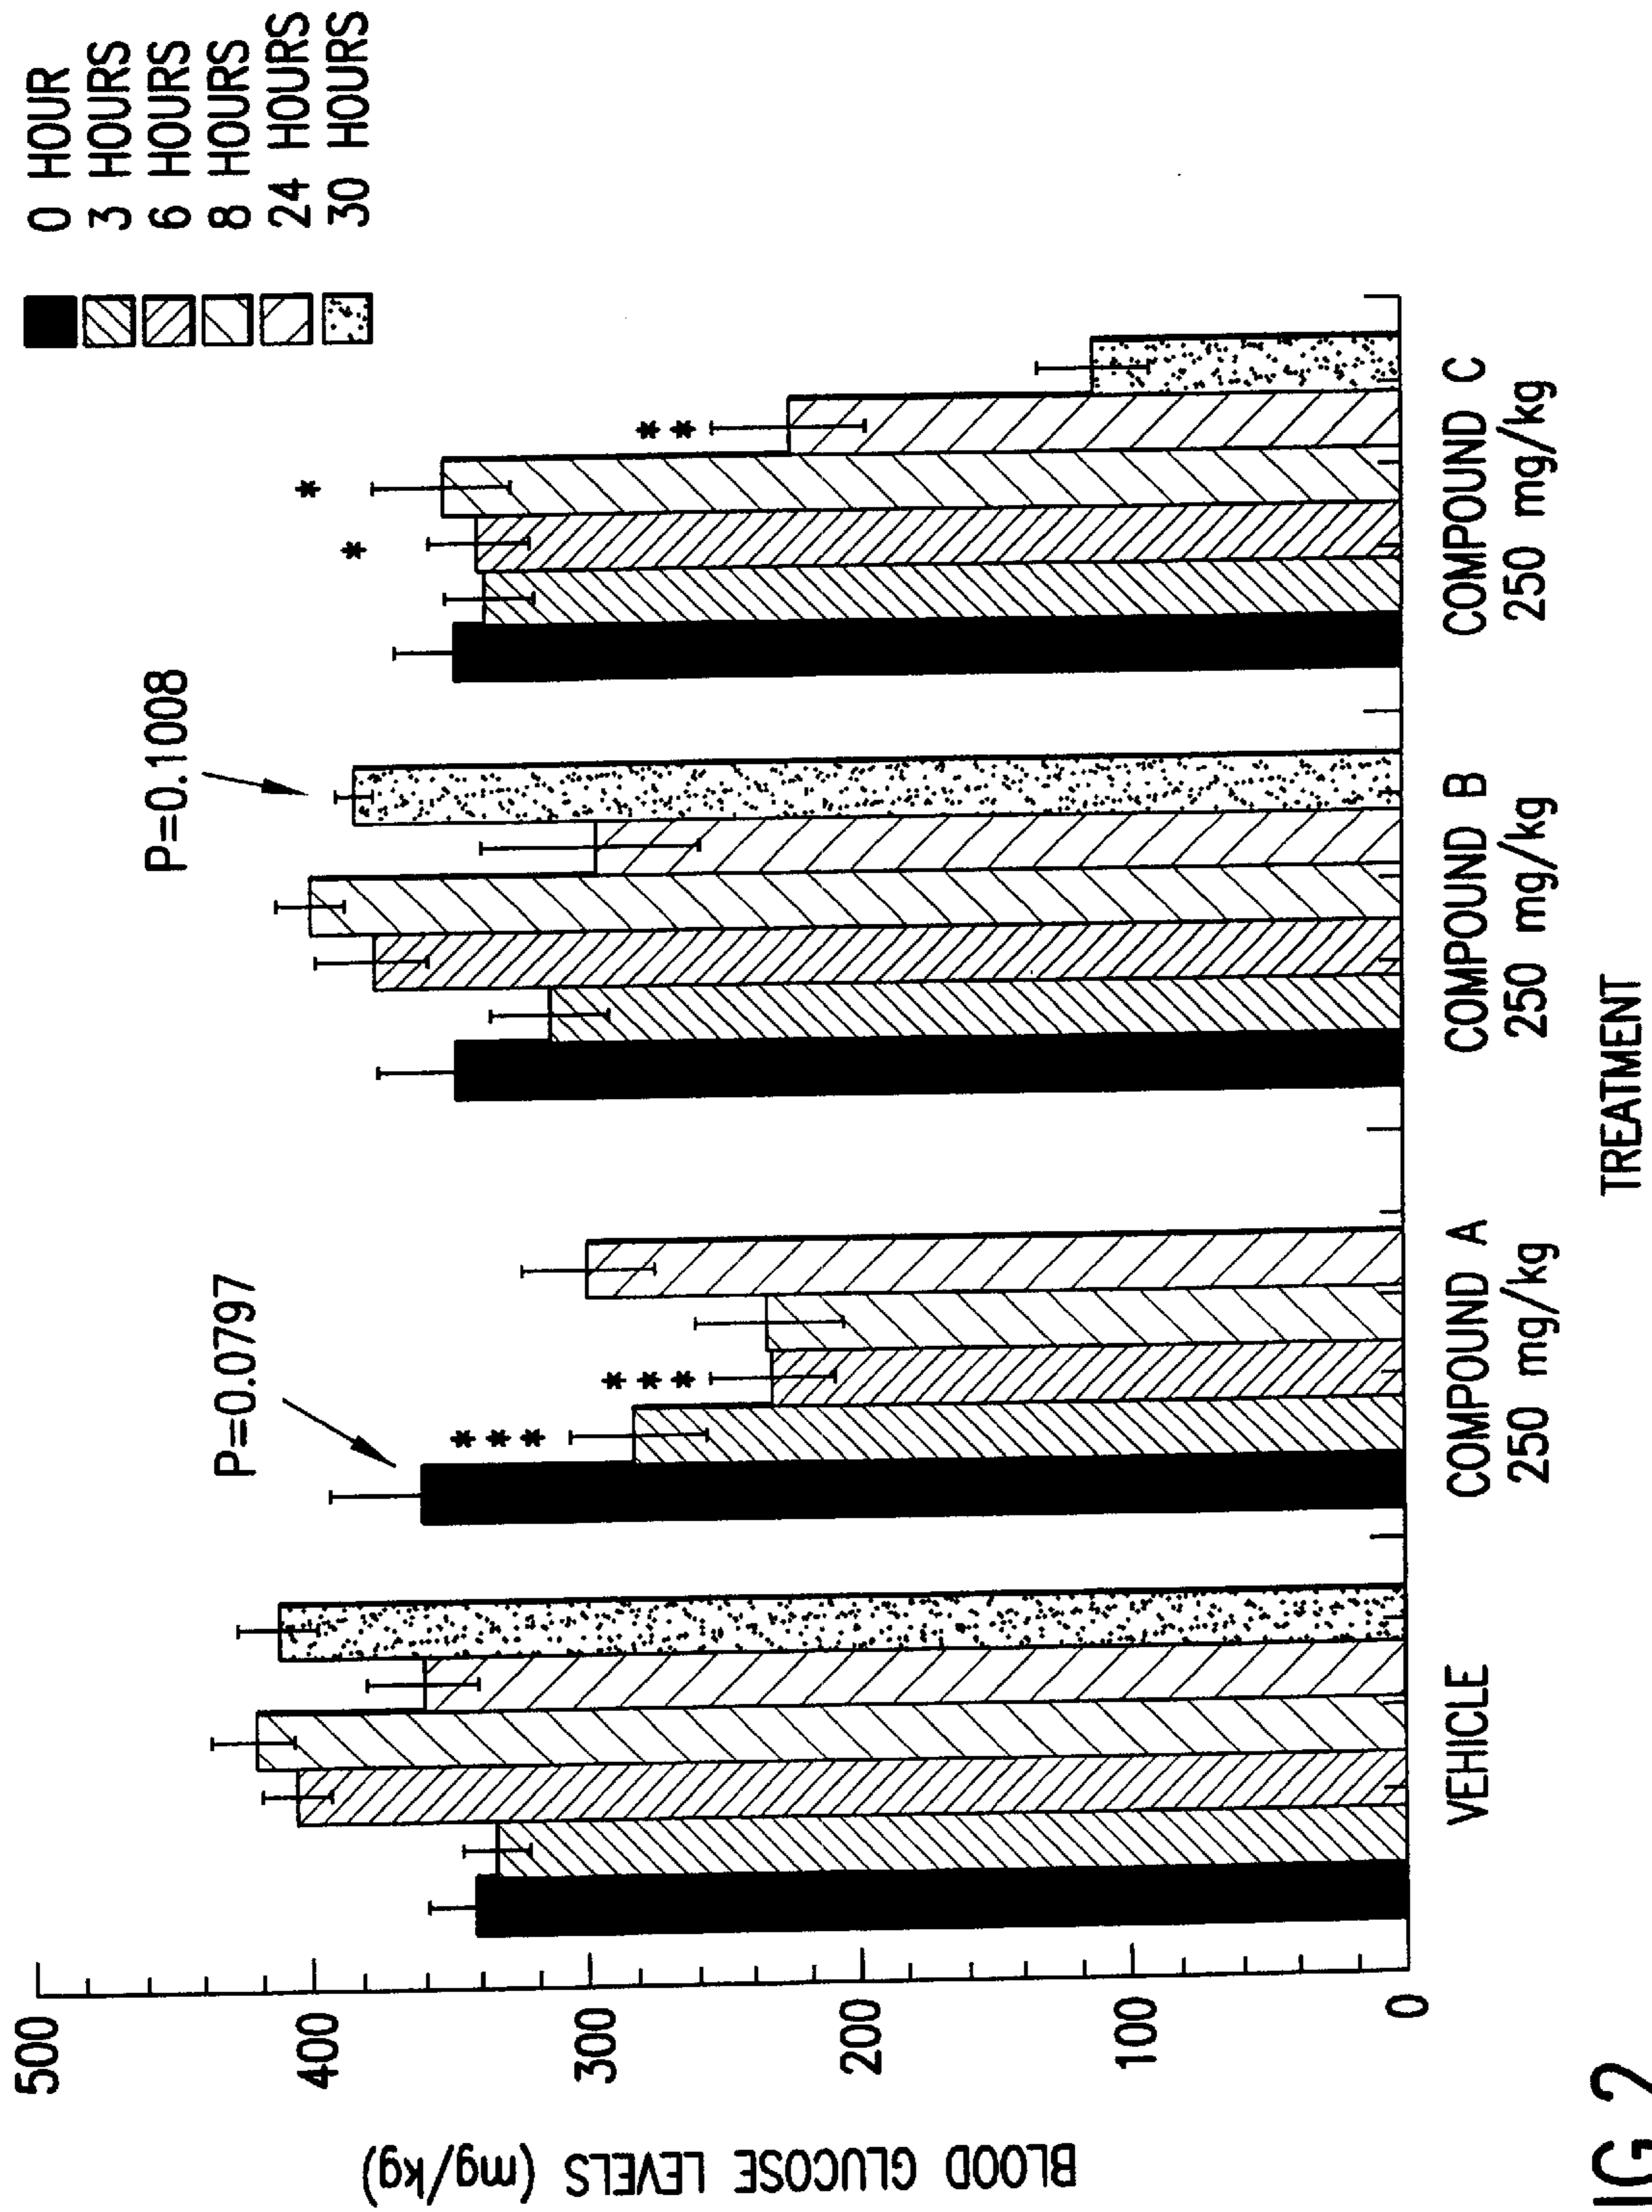 0 HOUR
3 HOURS
6 HOURS
8 HOURS
24 HOURS
30 HOURS
P=0.0797
P=0.1008
* * *
* * *
*
*
* *
BLOOD GLUCOSE LEVELS (mg/kg)
500
400
300
200
100
0
VEHICLE
COMPOUND A
250 mg/kg
COMPOUND B
250 mg/kg
COMPOUND C
250 mg/kg
TREATMENT
IG.2